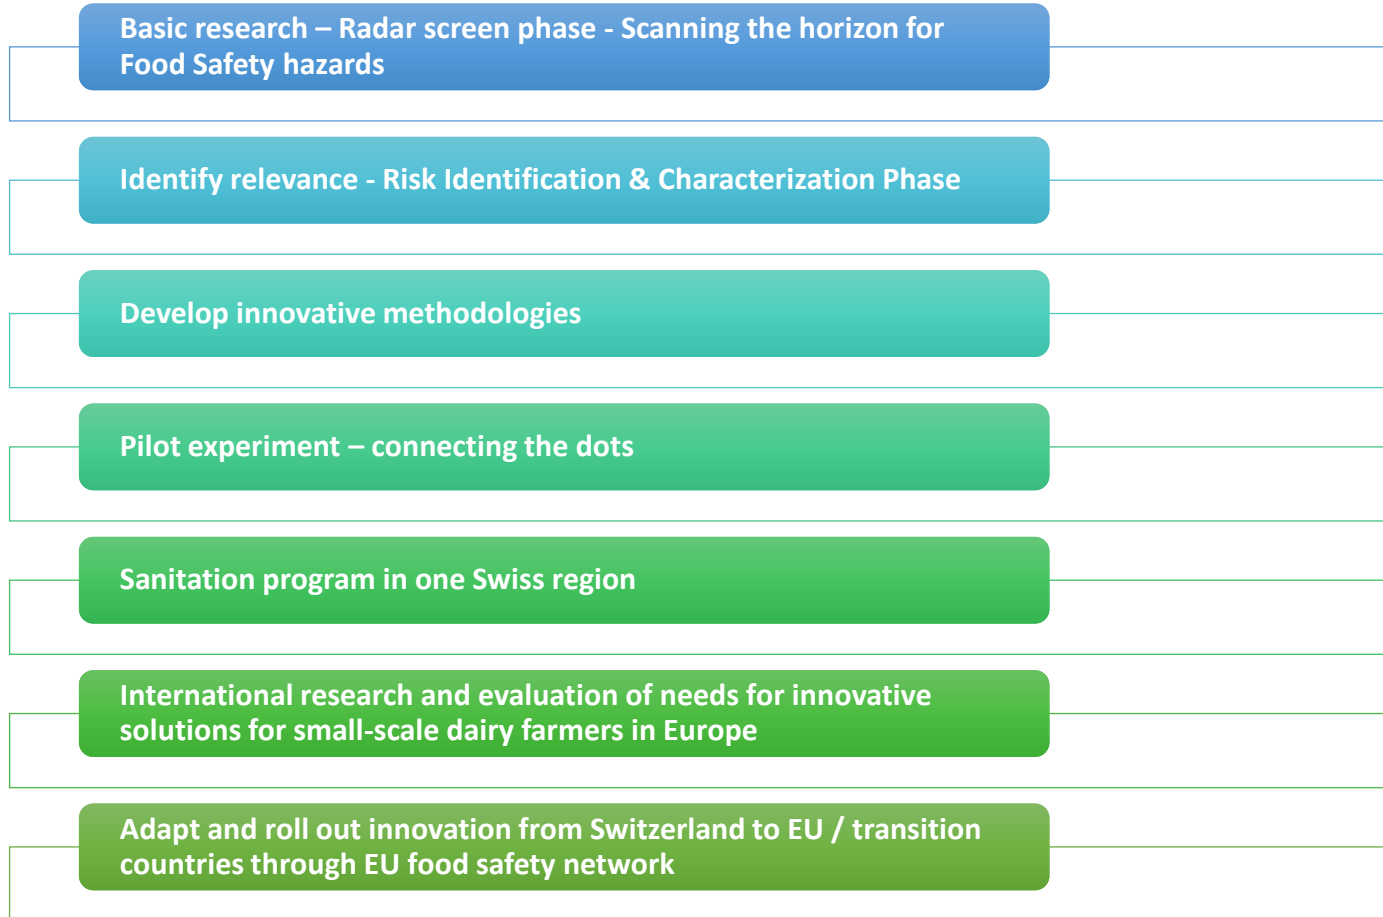 Basic research – Radar screen phase - Scanning the horizon for
Food Safety hazards
Identify relevance - Risk Identification & Characterization Phase
Develop innovative methodologies
Pilot experiment – connecting the dots
Sanitation program in one Swiss region
International research and evaluation of needs for innovative
solutions for small-scale dairy farmers in Europe
Adapt and roll out innovation from Switzerland to EU / transition
countries through EU food safety network